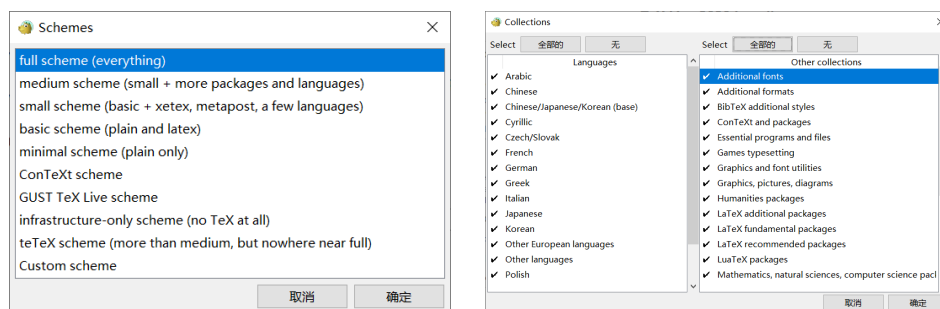 Schemes
full scheme (everything)
medium scheme (small + more packages and languages)
small scheme (basic + xetex, metapost, a few languages)
basic scheme (plain and latex)
minimal scheme (plain only)
ConTeXt scheme
GUST TeX Live scheme
infrastructure-only scheme (no TeX at all)
teTeX scheme (more than medium, but nowhere near full)
Custom scheme
取消 确定
Collections
Select 全部的 无
Languages
Arabic
Chinese
Chinese/Japanese/Korean (base)
Cyrillic
Czech/Slovak
French
German
Greek
Italian
Japanese
Korean
Other European languages
Other languages
Polish
Select 全部的 无
Other collections
Additional fonts
Additional formats
BibTeX additional styles
ConTeXt and packages
Essential programs and files
Games typesetting
Graphics and font utilities
Graphics, pictures, diagrams
Humanities packages
LaTeX additional packages
LaTeX fundamental packages
LaTeX recommended packages
LuaTeX packages
Mathematics, natural sciences, computer science pacl
取消 确定